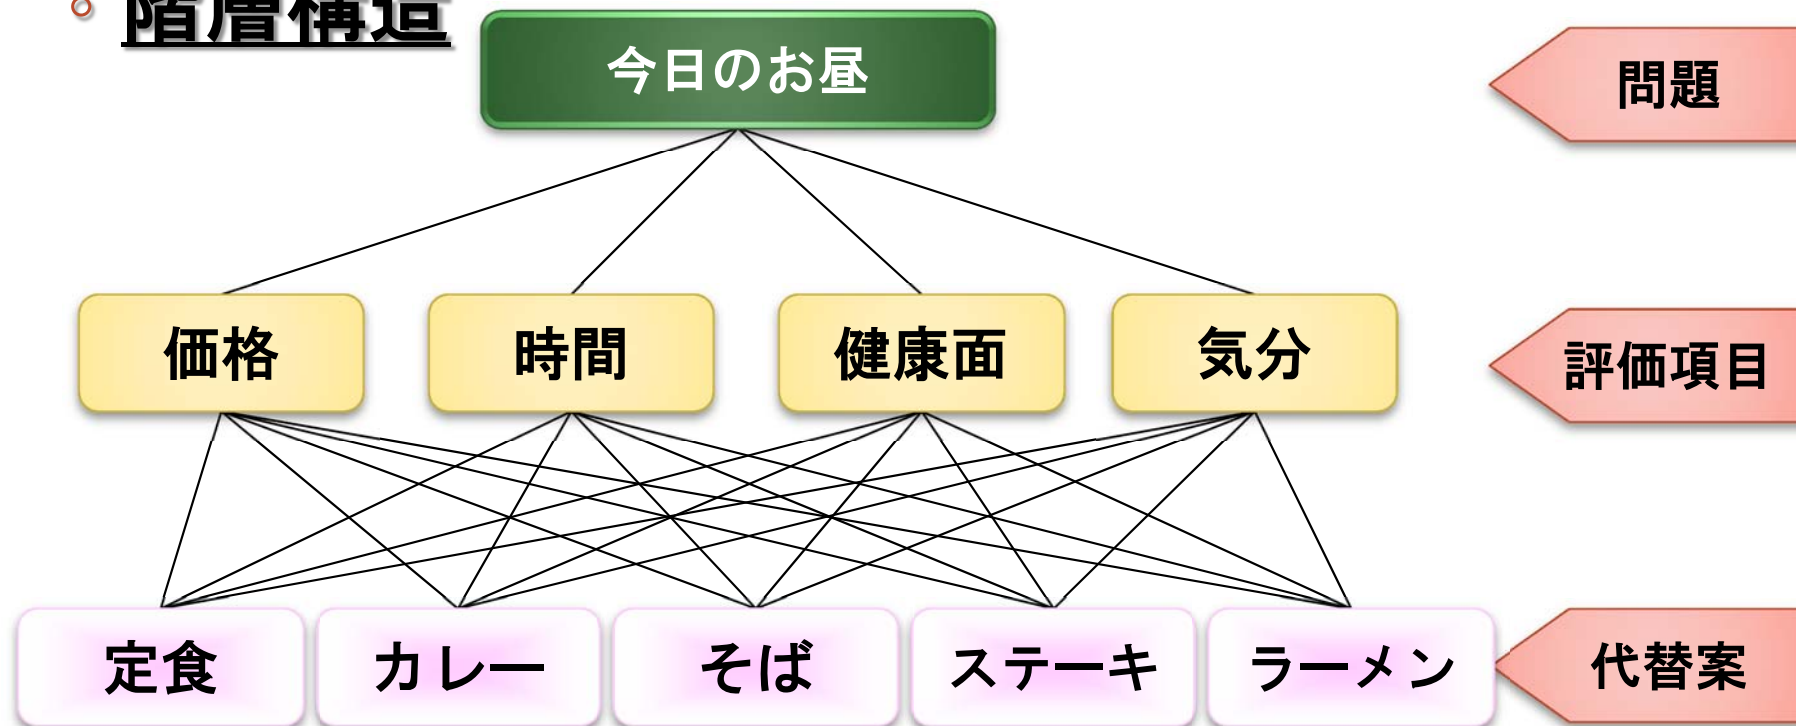 階層構造
今日のお昼
問題
価格
時間
健康面
気分
評価項目
定食
カレー
そば
ステーキ
ラーメン
代替案